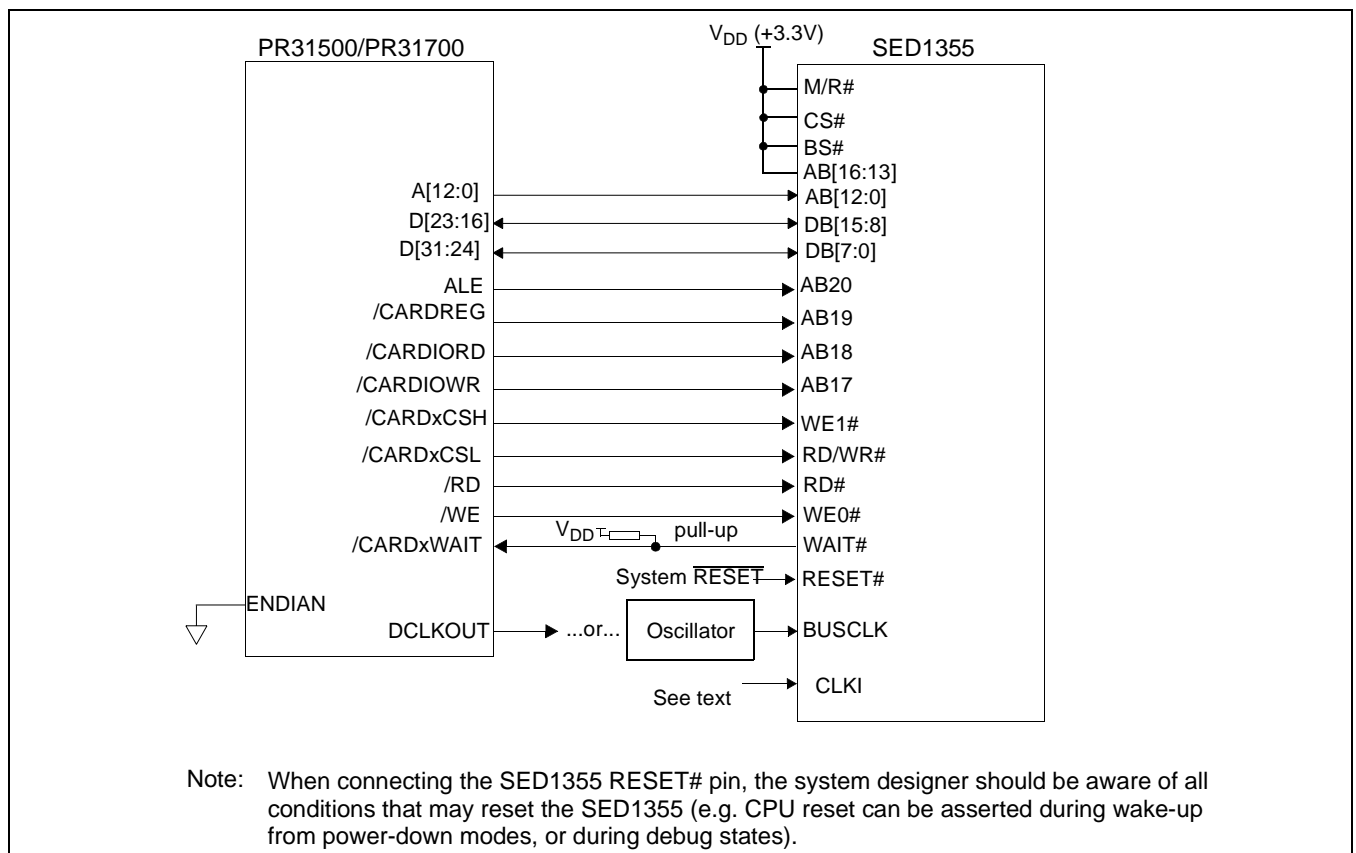 V_DD (+3.3V)
PR31500/PR31700
SED1355
M/R#
CS#
BS#
AB[16:13]
A[12:0]
AB[12:0]
D[23:16]
DB[15:8]
D[31:24]
DB[7:0]
ALE
AB20
/CARDREG
AB19
/CARDIORD
AB18
/CARDIOWR
AB17
/CARDxCSH
WE1#
/CARDxCSL
RD/WR#
/RD
RD#
/WE
WE0#
V_DD
pull-up
/CARDxWAIT
WAIT#
System RESET
RESET#
ENDIAN
DCLKOUT
...or...
Oscillator
BUSCLK
See text
CLKI
Note: When connecting the SED1355 RESET# pin, the system designer should be aware of all
conditions that may reset the SED1355 (e.g. CPU reset can be asserted during wake-up
from power-down modes, or during debug states).